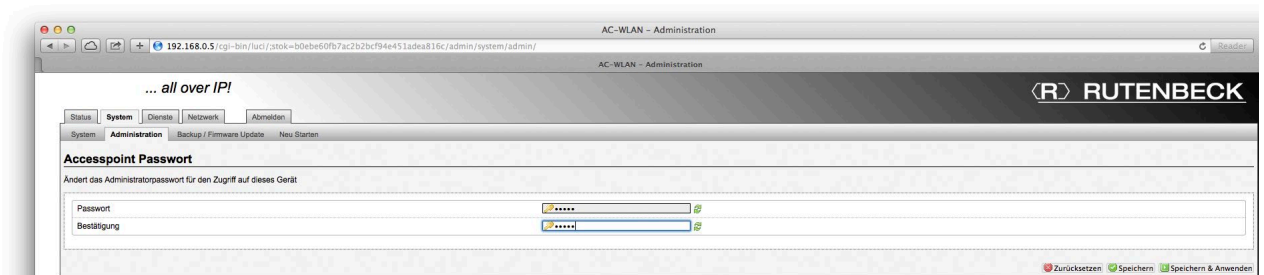 AC-WLAN – Administration
192.168.0.5/cgi-bin/luci/;stok=b0ebe60fb7ac2b2bcf94e451adea816c/admin/system/admin/
Reader
AC-WLAN – Administration
... all over IP!
(R) RUTENBECK
Status System Dienste Netzwerk Abmelden
System Administration Backup / Firmware Update Neu Starten
Accesspoint Passwort
Ändert das Administratorpasswort für den Zugriff auf dieses Gerät
Passwort •••••
Bestätigung •••••
Zurücksetzen Speichern Speichern & Anwenden